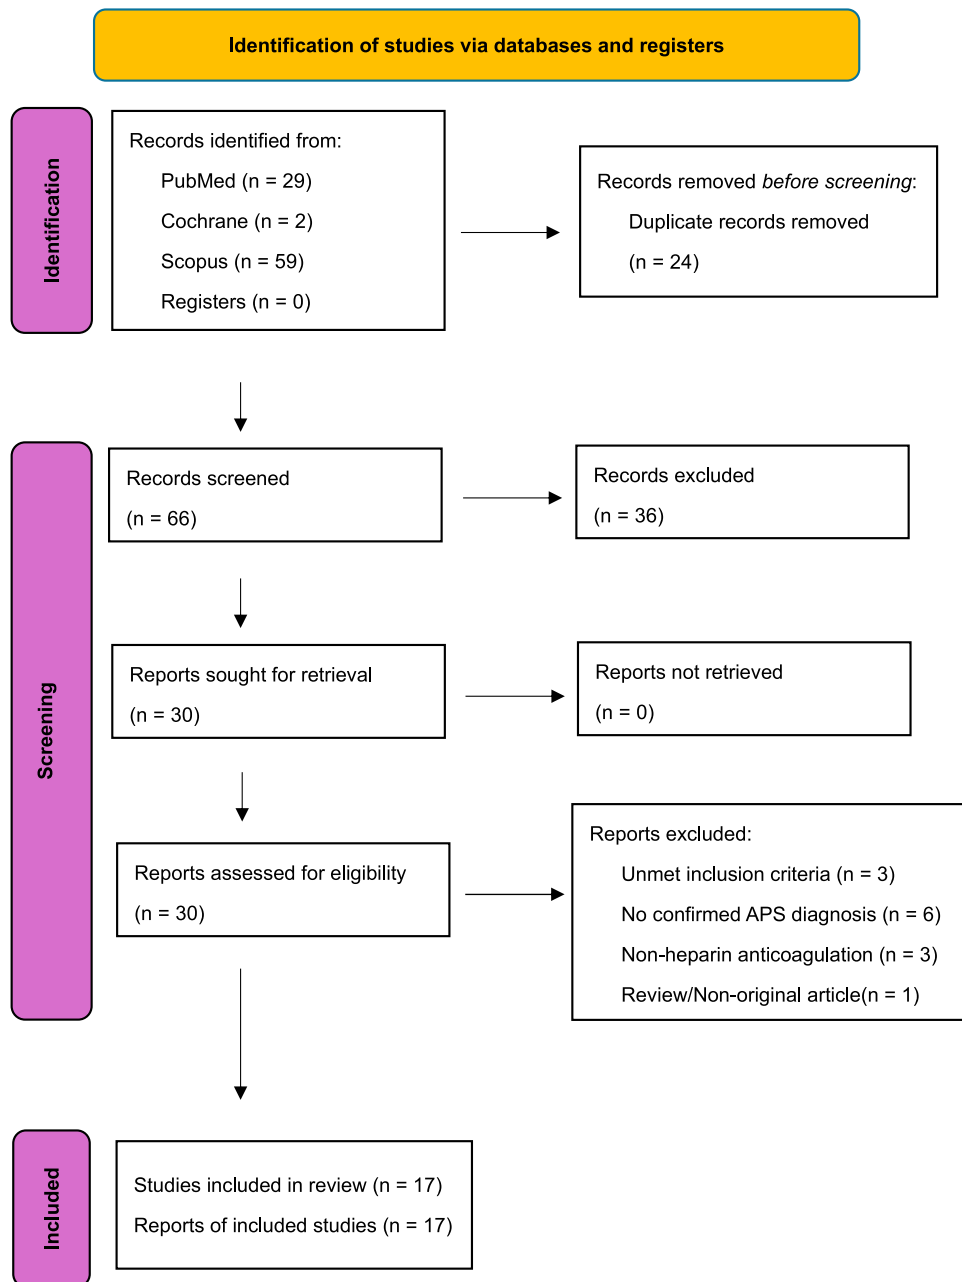 Identification of studies via databases and registers
Identification
Records identified from:
PubMed (n = 29)
Cochrane (n = 2)
Scopus (n = 59)
Registers (n = 0)
Records removed before screening:
Duplicate records removed
(n = 24)
Screening
Records screened
(n = 66)
Records excluded
(n = 36)
Reports sought for retrieval
(n = 30)
Reports not retrieved
(n = 0)
Reports assessed for eligibility
(n = 30)
Reports excluded:
Unmet inclusion criteria (n = 3)
No confirmed APS diagnosis (n = 6)
Non-heparin anticoagulation (n = 3)
Review/Non-original article(n = 1)
Included
Studies included in review (n = 17)
Reports of included studies (n = 17)